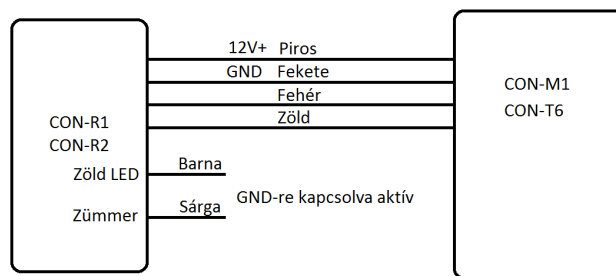 12V+ Piros
GND Fekete
Fehér
Zöld
CON-R1
CON-R2
Zöld LED
Zümmer
Barna
Sárga
GND-re kapcsolva aktív
CON-M1
CON-T6